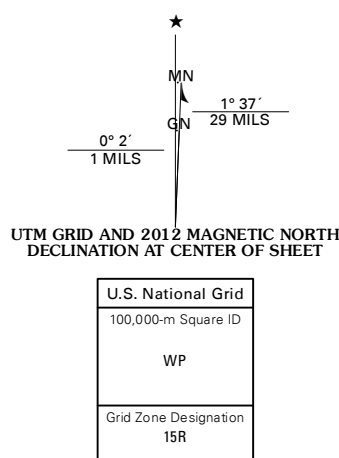 ★
MN
1° 37´
29 MILS
GN
0° 2´
1 MILS
UTM GRID AND 2012 MAGNETIC NORTH
DECLINATION AT CENTER OF SHEET
U.S. National Grid
100,000-m Square ID
WP
Grid Zone Designation
15R